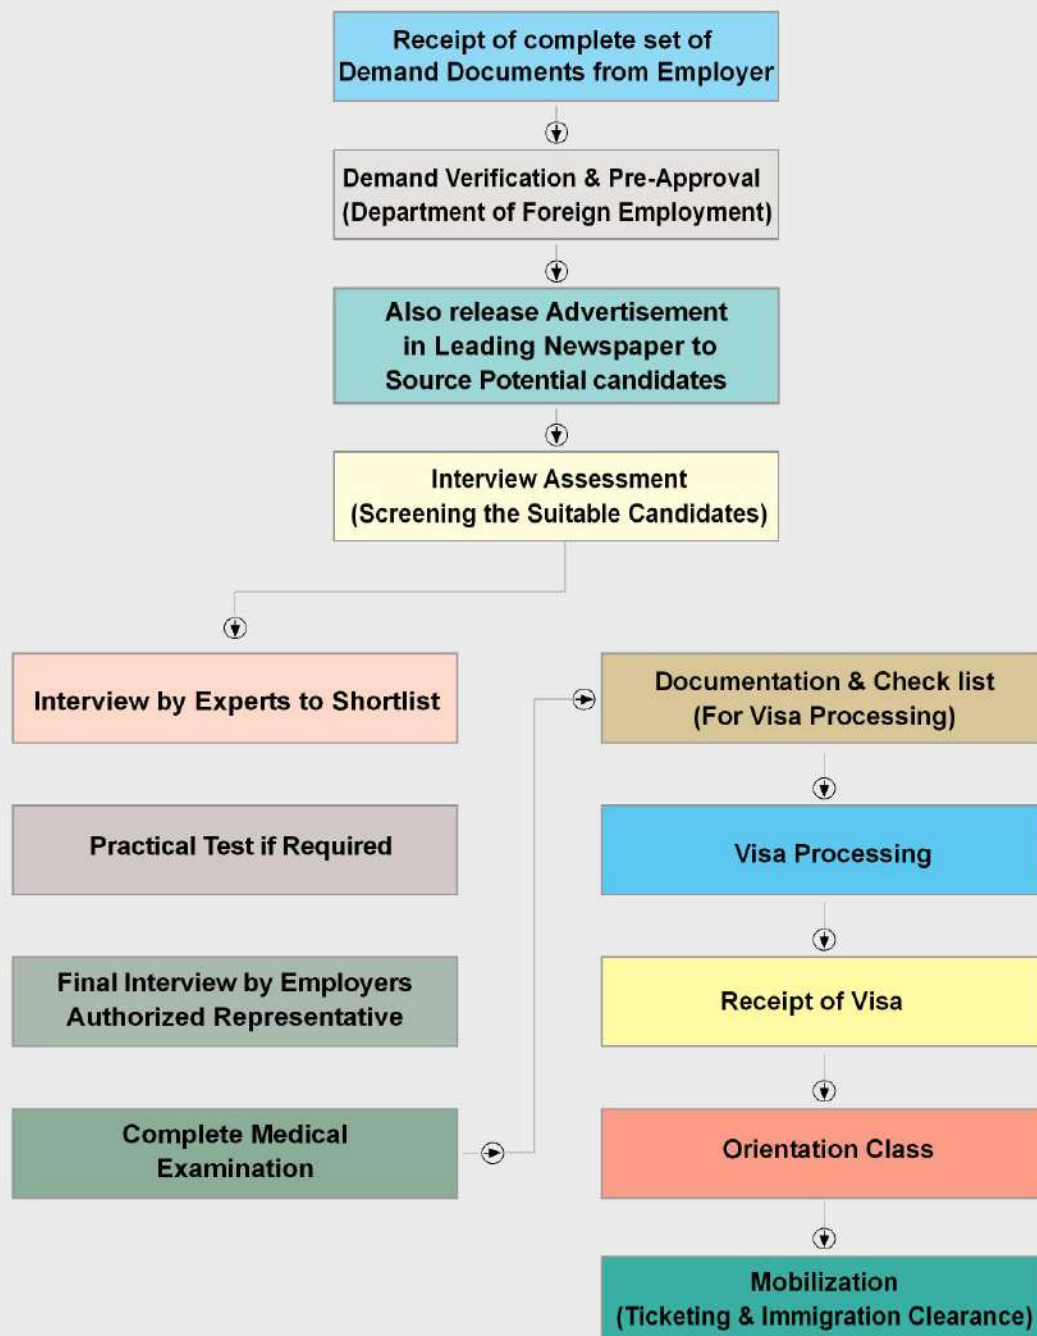 Receipt of complete set of
Demand Documents from Employer
Demand Verification & Pre-Approval
(Department of Foreign Employment)
Also release Advertisement
in Leading Newspaper to
Source Potential candidates
Interview Assessment
(Screening the Suitable Candidates)
Interview by Experts to Shortlist
Practical Test if Required
Final Interview by Employers
Authorized Representative
Complete Medical
Examination
Documentation & Check list
(For Visa Processing)
Visa Processing
Receipt of Visa
Orientation Class
Mobilization
(Ticketing & Immigration Clearance)